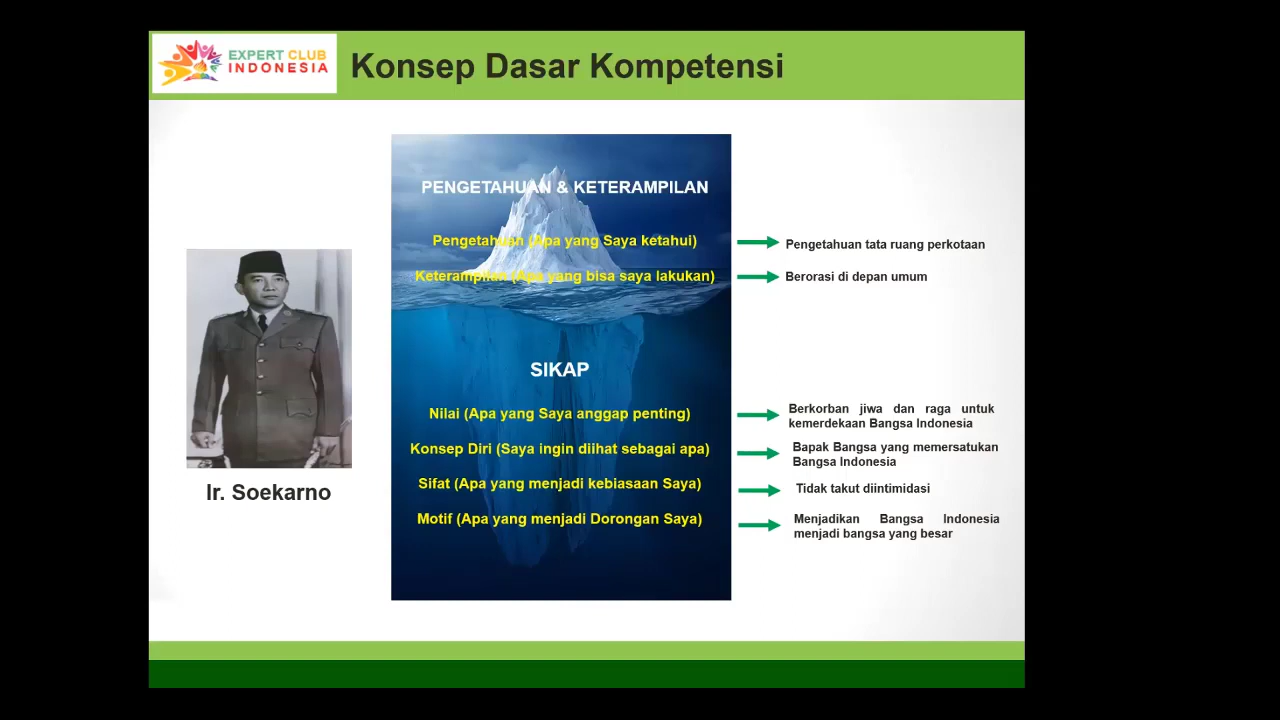 EXPERT CLUB
INDONESIA
Konsep Dasar Kompetensi
PENGETAHUAN & KETERAMPILAN
Pengetahuan (Apa yang Saya ketahui)
Pengetahuan tata ruang perkotaan
Keterampilan (Apa yang bisa saya lakukan)
Berorasi di depan umum
SIKAP
Nilai (Apa yang Saya anggap penting)
Berkorban jiwa dan raga untuk
kemerdekaan Bangsa Indonesia
Konsep Diri (Saya ingin diihat sebagai apa)
Bapak Bangsa yang memersatukan
Bangsa Indonesia
Sifat (Apa yang menjadi kebiasaan Saya)
Tidak takut diintimidasi
Motif (Apa yang menjadi Dorongan Saya)
Menjadikan Bangsa Indonesia
menjadi bangsa yang besar
Ir. Soekarno